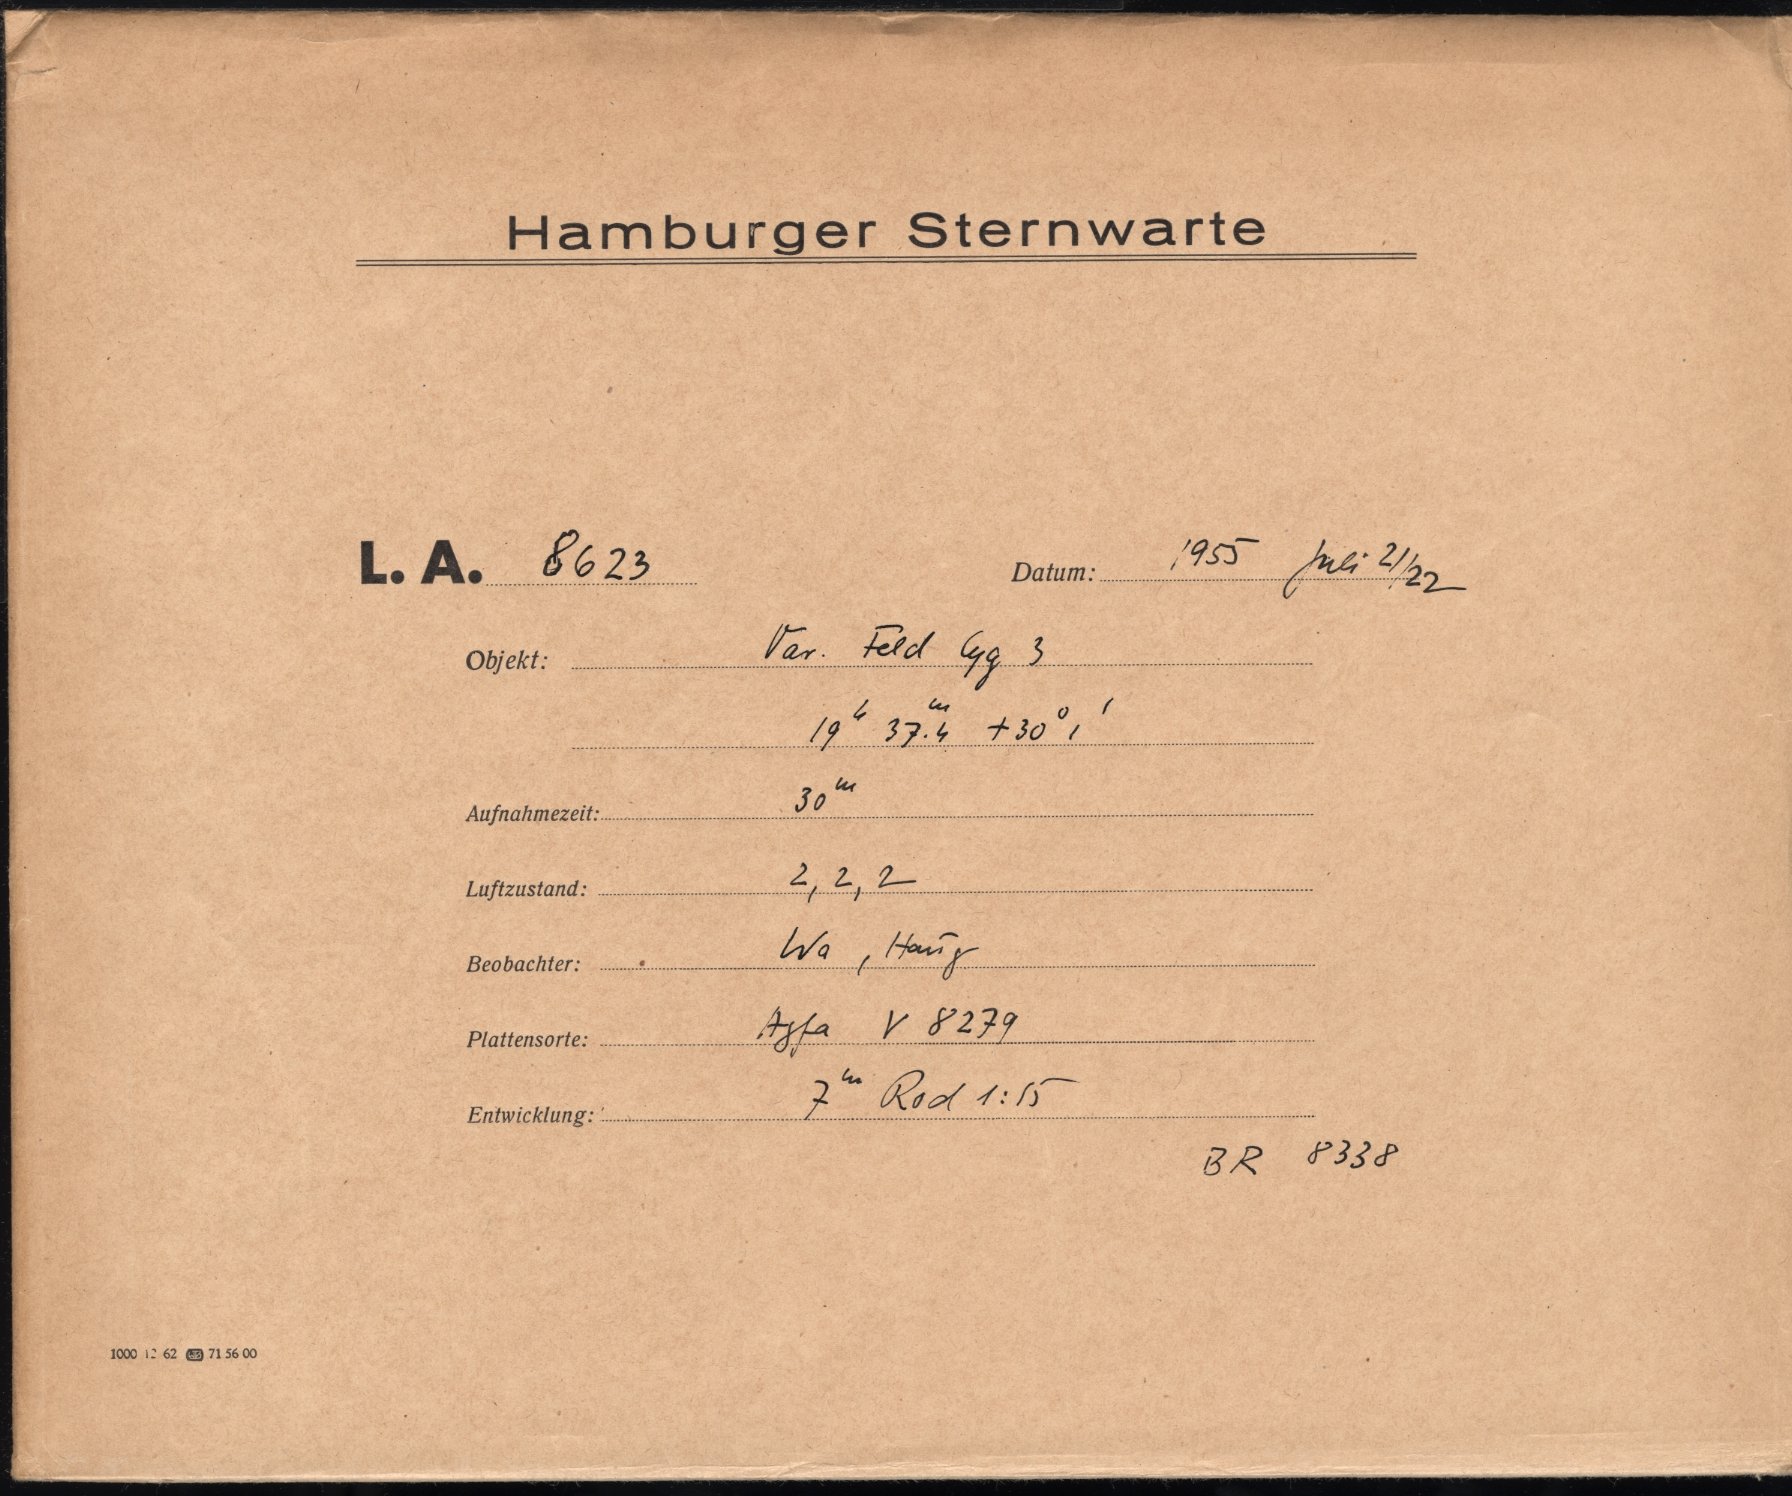 Hamburger Sternwarte
L. A. 8623 Datum: 1955 Juli 21/22
Objekt: Var. Feld Cyg 3
19ʰ 37.ᵐ4 +30° 1'
Aufnahmezeit: 30ᵐ
Luftzustand: 2, 2, 2
Beobachter: Wa, Haug
Plattensorte: Agfa V 8279
Entwicklung: 7ᵐ Rod 1:15
BR 8338
1000 12 62 71 56 00